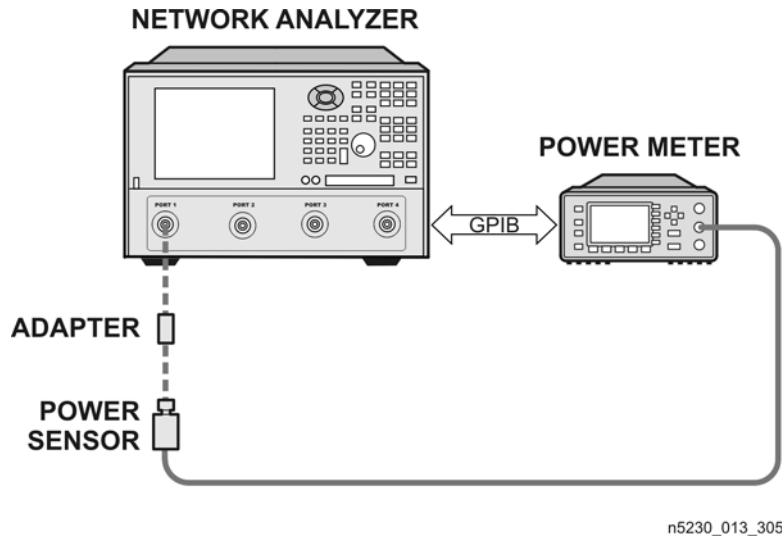 NETWORK ANALYZER
PORT 1
PORT 2
PORT 3
PORT 4
GPIB
POWER METER
ADAPTER
POWER
SENSOR
n5230_013_305